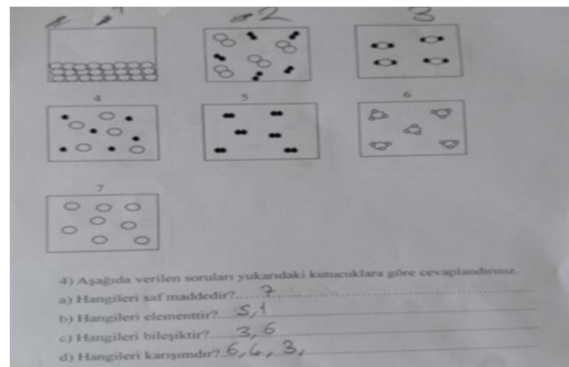 1 2 3
4 5 6
7
4) Aşağıda verilen soruları yukarıdaki kutucuklara göre cevaplandırınız.
a) Hangileri saf maddedir? 7
b) Hangileri elementtir? 5, 1
c) Hangileri bileşiktir? 3, 6
d) Hangileri karışımdır? 6, 4, 3,